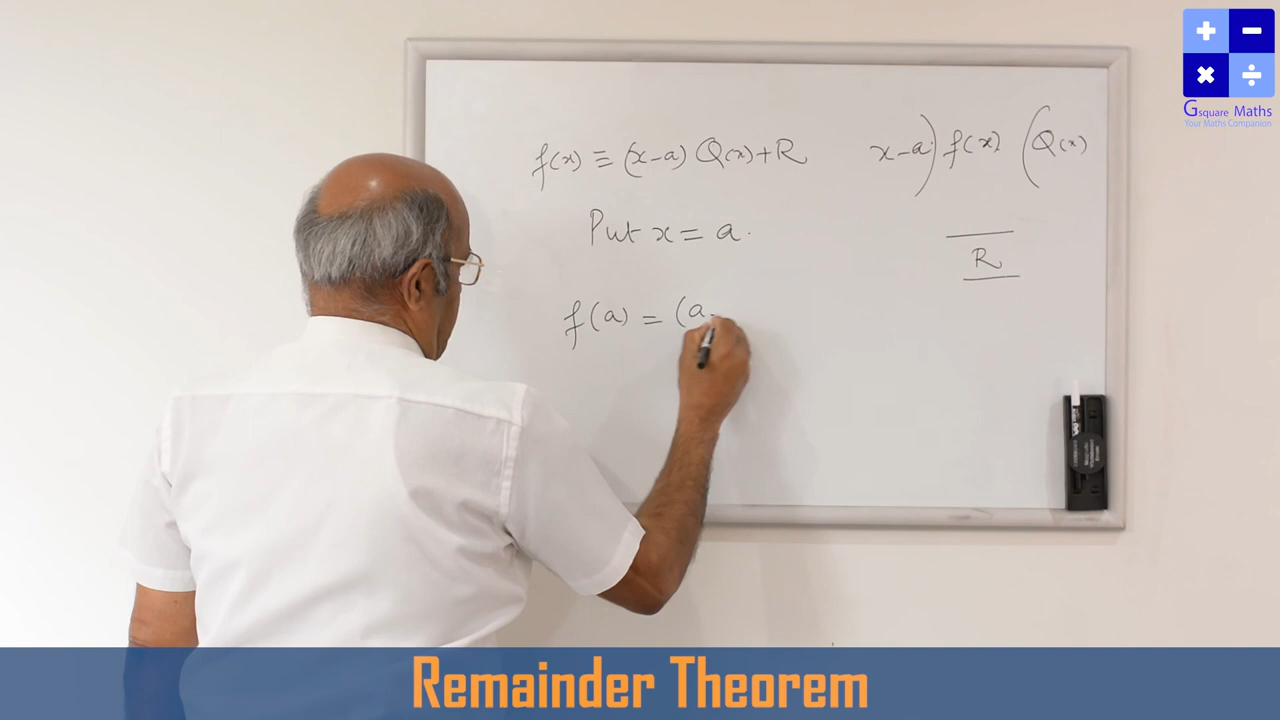 f(x) ≡ (x-a) Q(x)+R
x-a) f(x) (Q(x)
Put x = a.
R
f(a) = (a-
Gsquare Maths
Your Maths Companion
Remainder Theorem